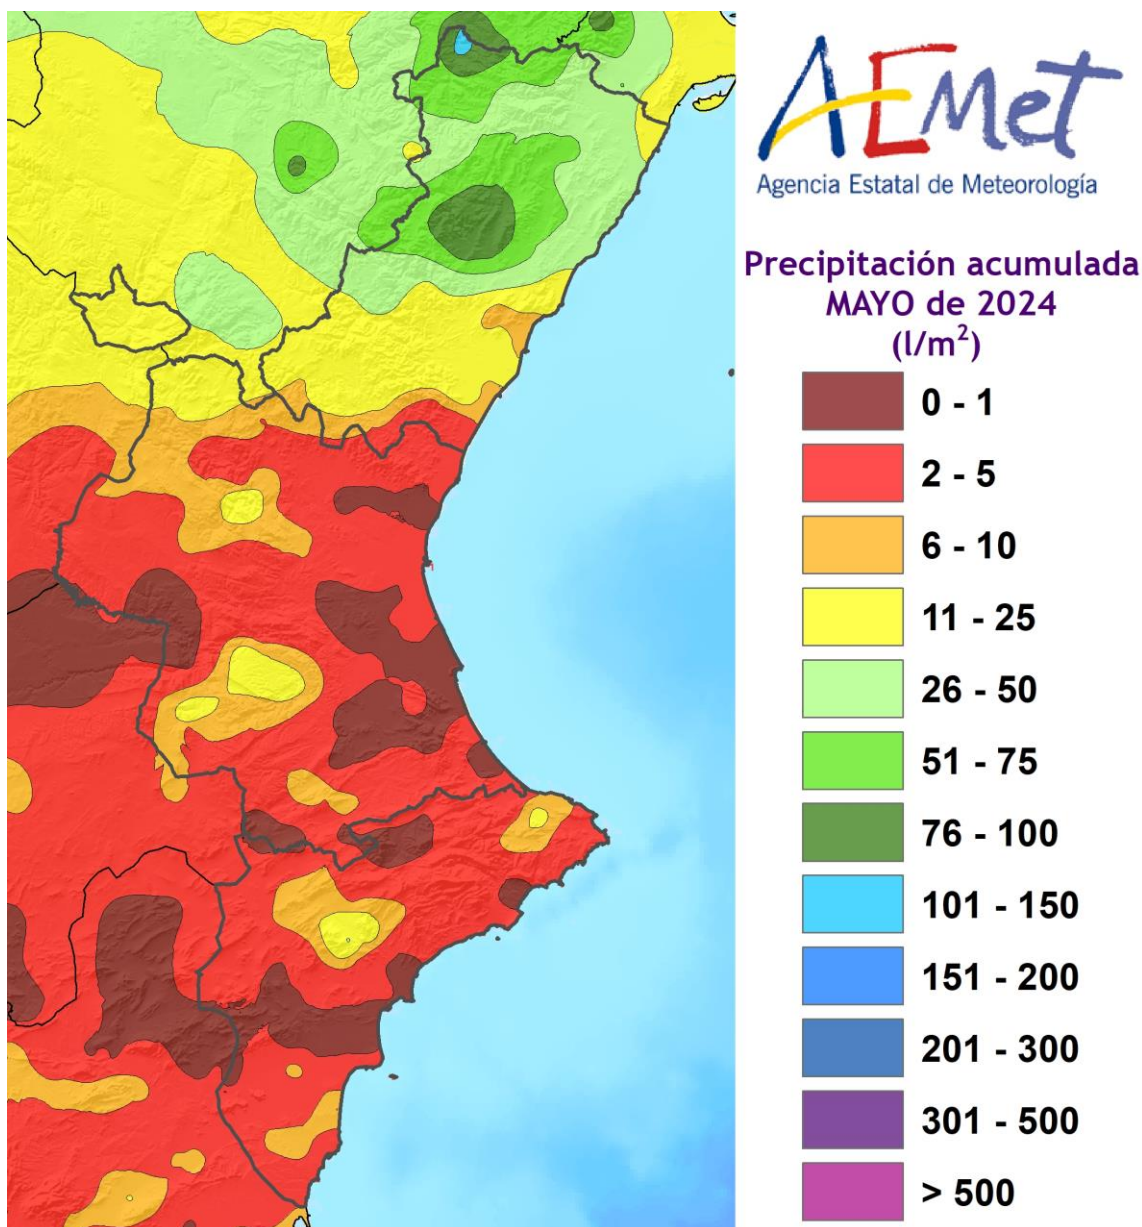 AEMet
Agencia Estatal de Meteorología
Precipitación acumulada
MAYO de 2024
(l/m²)
0 - 1
2 - 5
6 - 10
11 - 25
26 - 50
51 - 75
76 - 100
101 - 150
151 - 200
201 - 300
301 - 500
> 500